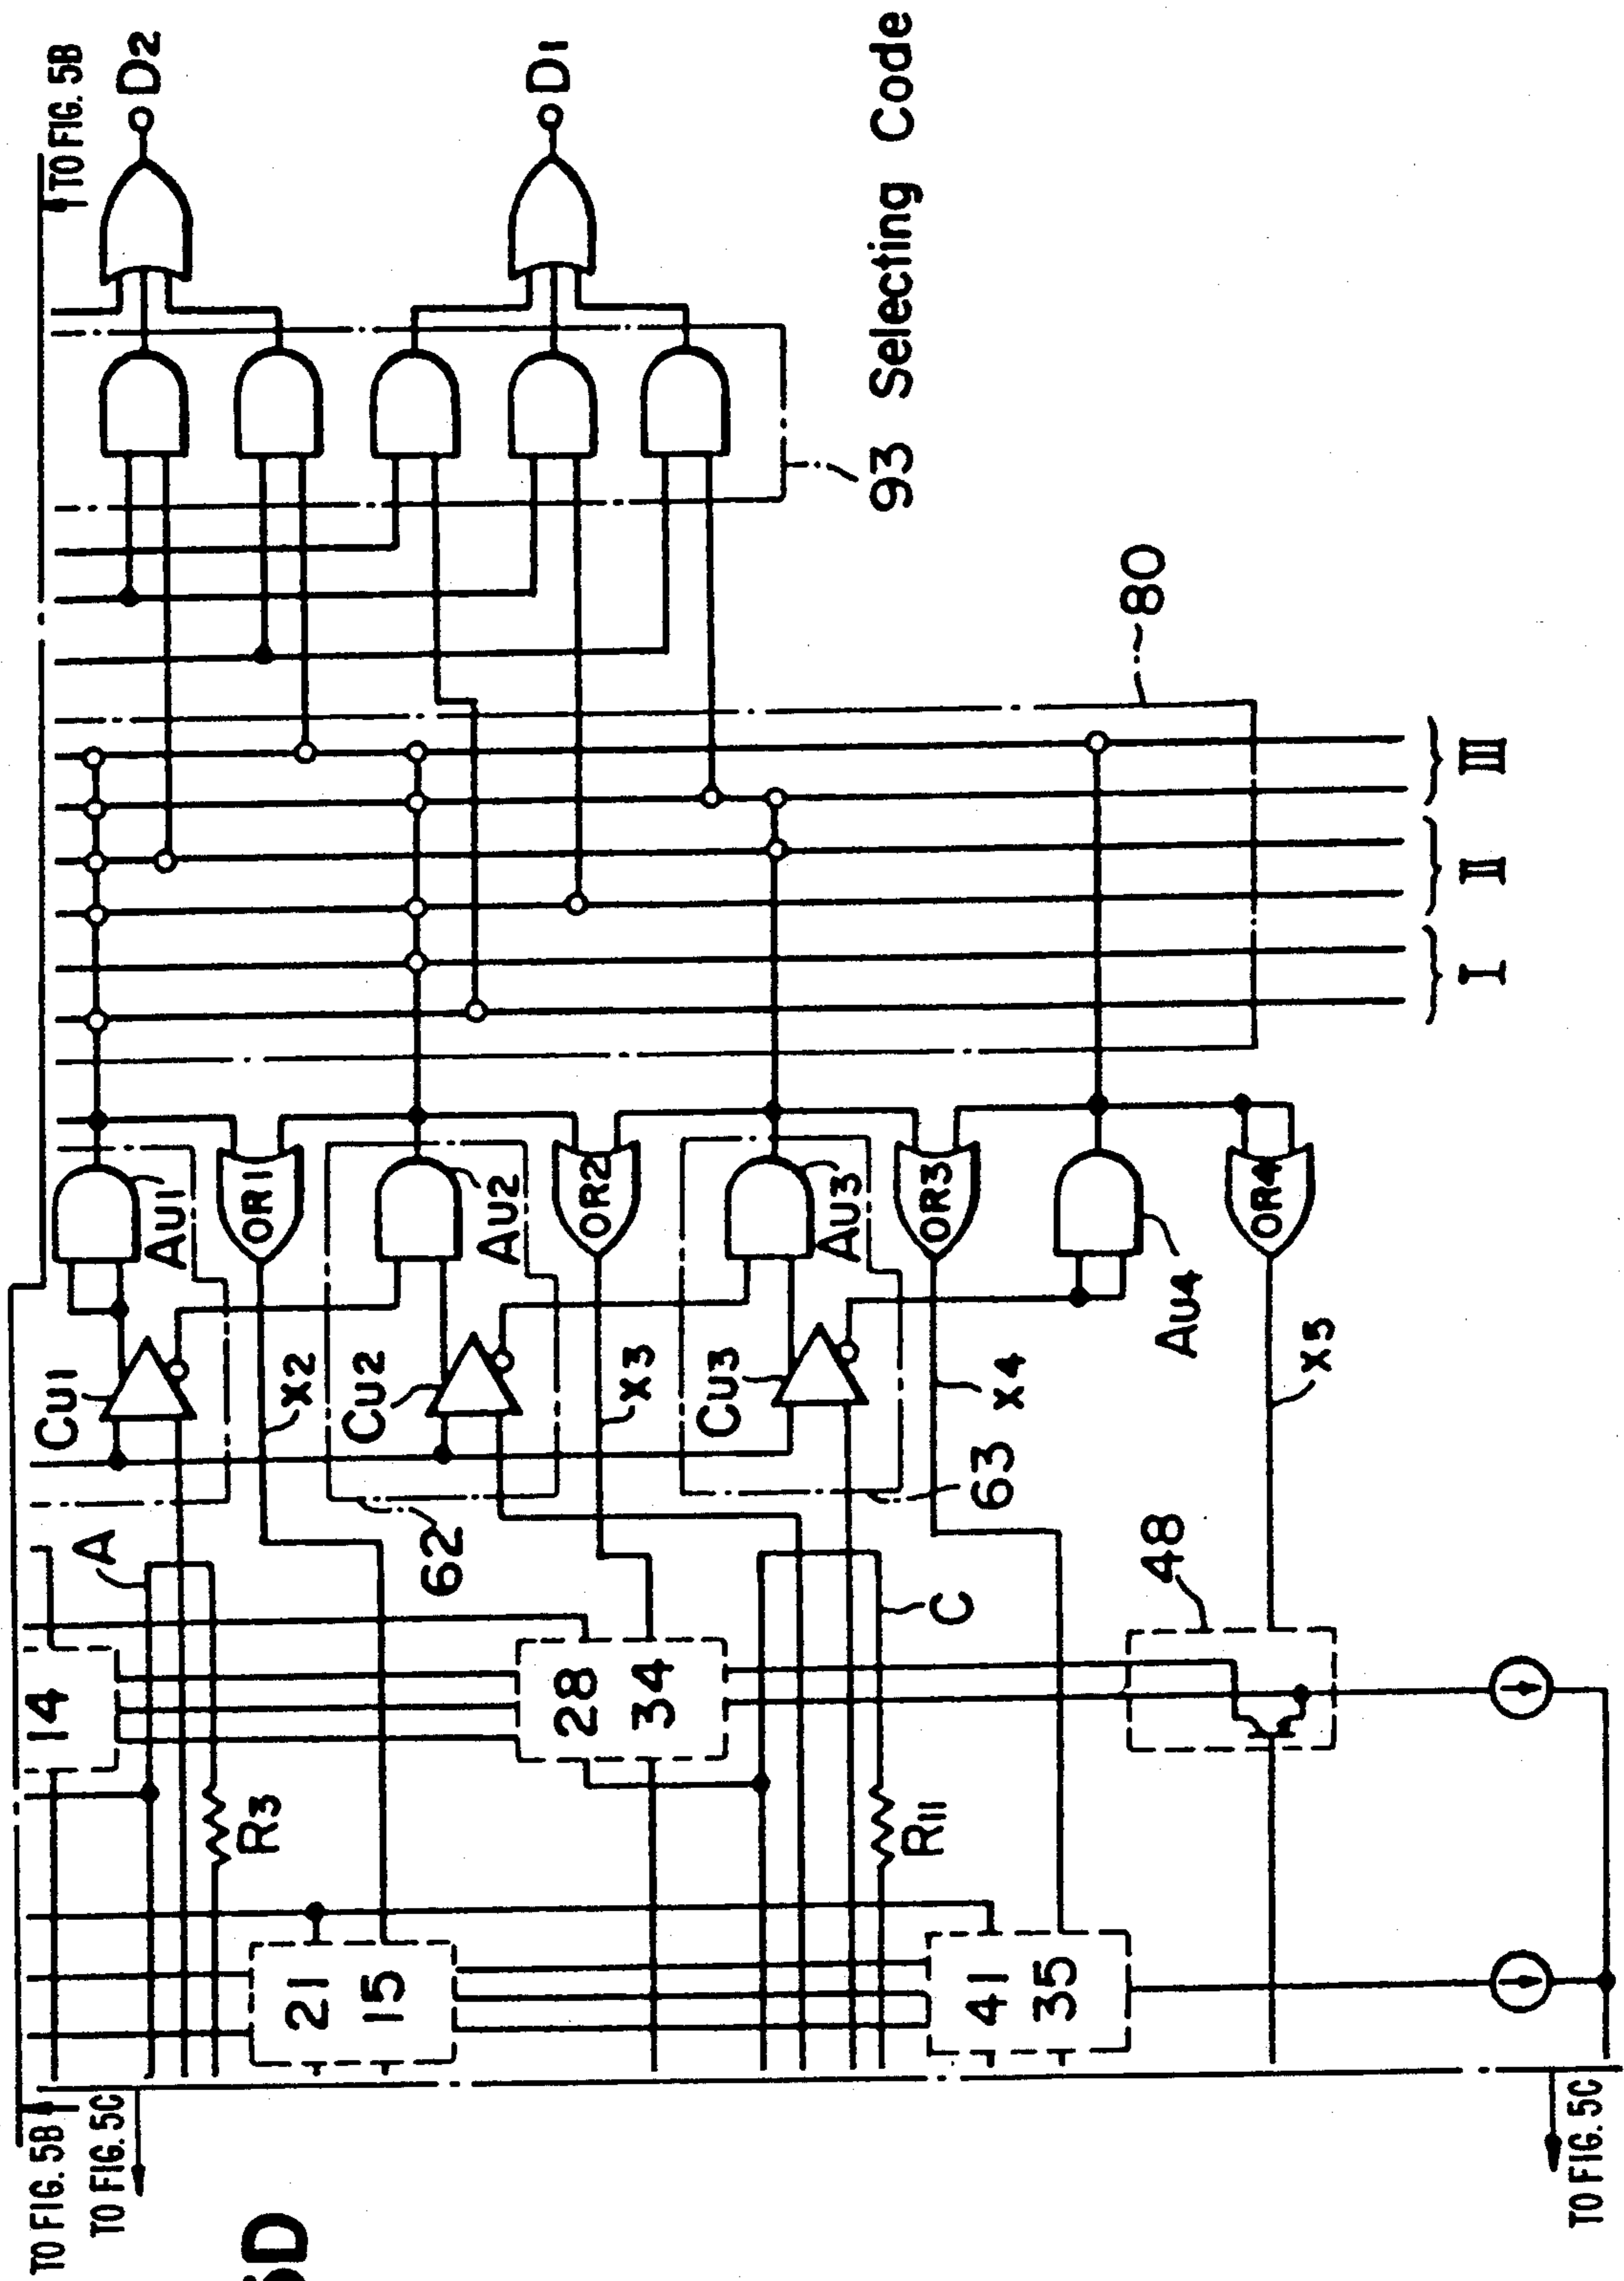 TO FIG. 5B
D2
D1
93 Selecting Code
80
III
II
I
AU1
OR1
AU2
OR2
AU3
OR3
AU4
OR4
CU1
X2
CU2
X3
CU3
X4
X5
A
62
63
C
48
14
28
34
R3
R11
21
15
41
35
TO FIG. 5B
TO FIG. 5C
TO FIG. 5C
5D